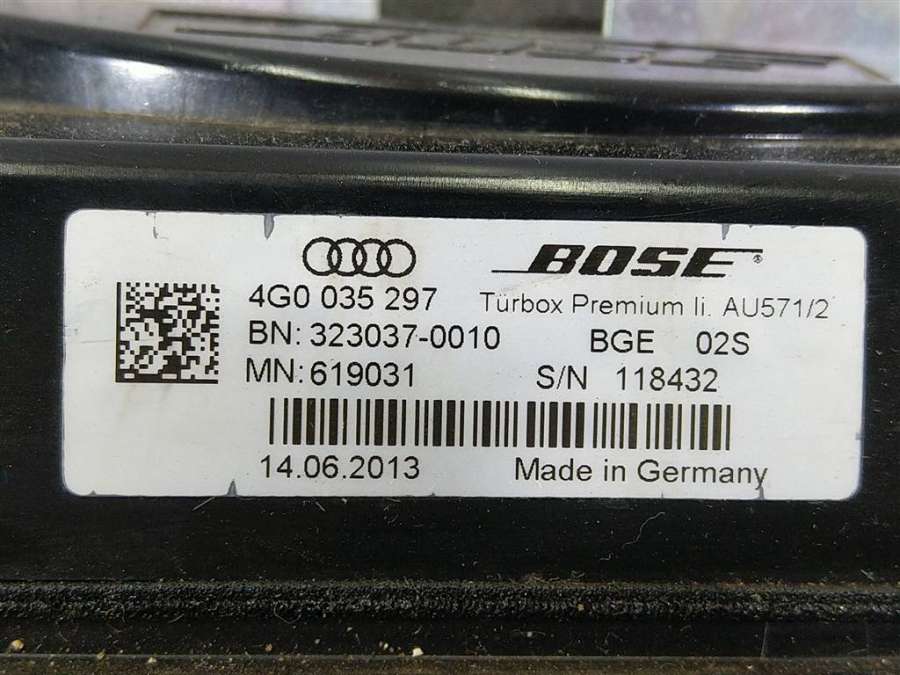 BOSE
4G0 035 297 Türbox Premium li. AU571/2
BN: 323037-0010 BGE 02S
MN: 619031 S/N 118432
14.06.2013 Made in Germany